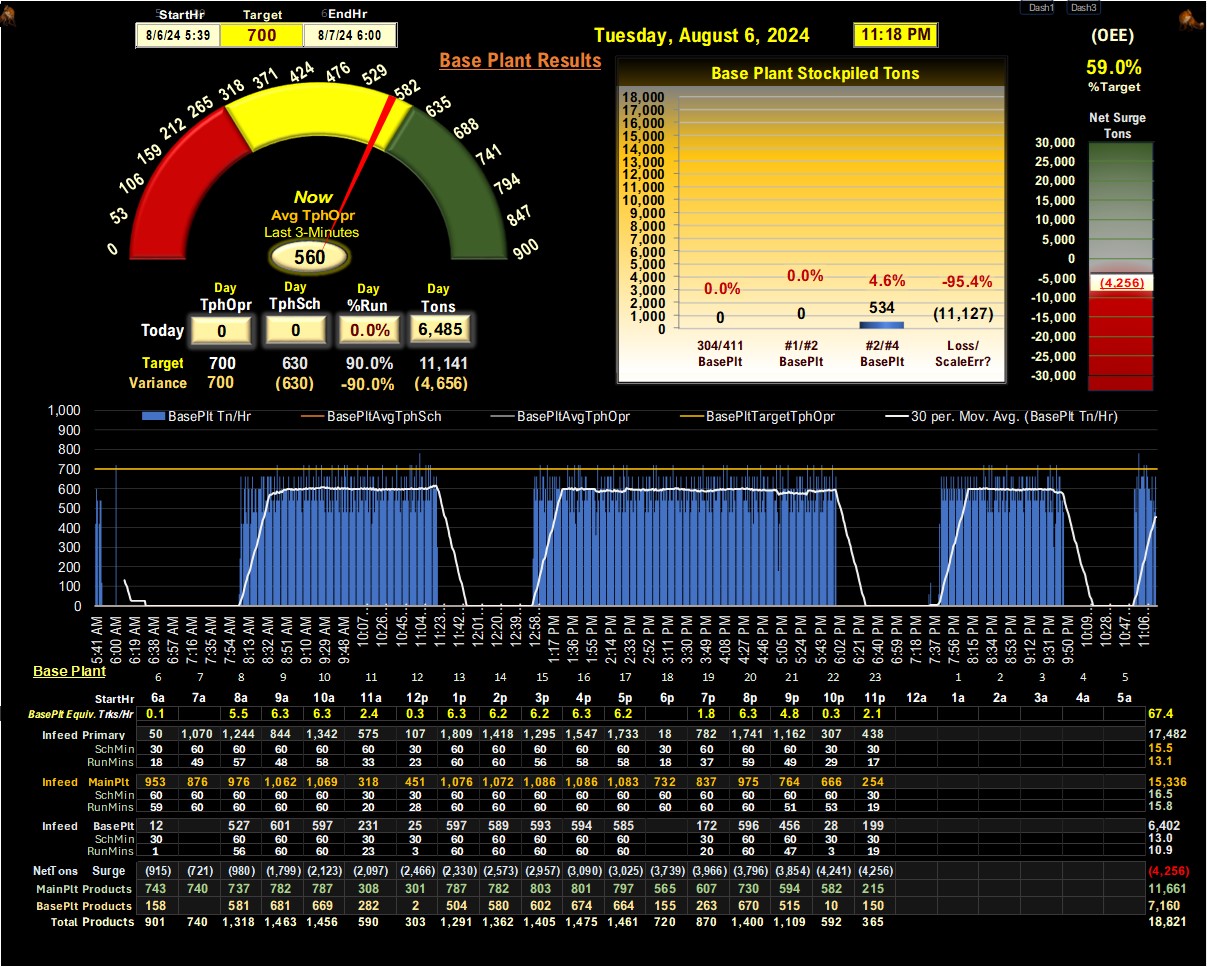 StartHr Target EndHr
8/6/24 5:39 700 8/7/24 6:00
Dash1 Dash3
Tuesday, August 6, 2024 11:18 PM
(OEE)
59.0%
%Target
Base Plant Results
0 53 106 159 212 265 318 371 424 476 529 582 635 688 741 794 847 900
Now
Avg TphOpr
Last 3-Minutes
560
Base Plant Stockpiled Tons
18,000
17,000
16,000
15,000
14,000
13,000
12,000
11,000
10,000
9,000
8,000
7,000
6,000
5,000
4,000
3,000
2,000
1,000
0
0.0% 0.0% 4.6% -95.4%
0 0 534 (11,127)
304/411 #1/#2 #2/#4 Loss/
BasePlt BasePlt BasePlt ScaleErr?
Net Surge
Tons
30,000
25,000
20,000
15,000
10,000
5,000
0
-5,000
-10,000
-15,000
-20,000
-25,000
-30,000
(4,256)
Day Day Day Day
TphOpr TphSch %Run Tons
Today 0 0 0.0% 6,485
Target 700 630 90.0% 11,141
Variance 700 (630) -90.0% (4,656)
BasePlt Tn/Hr BasePltAvgTphSch BasePltAvgTphOpr BasePltTargetTphOpr 30 per. Mov. Avg. (BasePlt Tn/Hr)
1,000
900
800
700
600
500
400
300
200
100
0
5:41 AM 6:00 AM 6:19 AM 6:38 AM 6:57 AM 7:16 AM 7:35 AM 7:54 AM 8:13 AM 8:32 AM 8:51 AM 9:10 AM 9:29 AM 9:48 AM 10:07… 10:26… 10:45… 11:04… 11:23… 11:42… 12:01… 12:20… 12:39… 12:58… 1:17 PM 1:36 PM 1:55 PM 2:14 PM 2:33 PM 2:52 PM 3:11 PM 3:30 PM 3:49 PM 4:08 PM 4:27 PM 4:46 PM 5:05 PM 5:24 PM 5:43 PM 6:02 PM 6:21 PM 6:40 PM 6:59 PM 7:18 PM 7:37 PM 7:56 PM 8:15 PM 8:34 PM 8:53 PM 9:12 PM 9:31 PM 9:50 PM 10:09… 10:28… 10:47… 11:06…
Base Plant
6 7 8 9 10 11 12 13 14 15 16 17 18 19 20 21 22 23 1 2 3 4 5
StartHr 6a 7a 8a 9a 10a 11a 12p 1p 2p 3p 4p 5p 6p 7p 8p 9p 10p 11p 12a 1a 2a 3a 4a 5a
BasePlt Equiv. Trks/Hr 0.1 5.5 6.3 6.3 2.4 0.3 6.3 6.2 6.2 6.3 6.2 1.8 6.3 4.8 0.3 2.1 67.4
Infeed Primary 50 1,070 1,244 844 1,342 575 107 1,809 1,418 1,295 1,547 1,733 18 782 1,741 1,162 307 438 17,482
SchMin 30 60 60 60 60 30 30 60 60 60 60 60 30 60 60 60 30 30 15.5
RunMins 18 49 57 48 58 33 23 60 60 56 58 58 18 37 59 49 29 17 13.1
Infeed MainPlt 953 876 976 1,062 1,069 318 451 1,076 1,072 1,086 1,086 1,083 732 837 975 764 666 254 15,336
SchMin 60 60 60 60 60 30 30 60 60 60 60 60 60 60 60 60 60 30 16.5
RunMins 59 60 60 60 60 20 28 60 60 60 60 60 60 60 60 51 53 19 15.8
Infeed BasePlt 12 527 601 597 231 25 597 589 593 594 585 172 596 456 28 199 6,402
SchMin 30 60 60 60 30 30 60 60 60 60 60 30 60 60 30 30 13.0
RunMins 1 56 60 60 23 3 60 60 60 60 60 20 60 47 3 19 10.9
NetTons Surge (915) (721) (980) (1,799) (2,123) (2,097) (2,466) (2,330) (2,573) (2,957) (3,090) (3,025) (3,739) (3,966) (3,796) (3,854) (4,241) (4,256) (4,256)
MainPlt Products 743 740 737 782 787 308 301 787 782 803 801 797 565 607 730 594 582 215 11,661
BasePlt Products 158 581 681 669 282 2 504 580 602 674 664 155 263 670 515 10 150 7,160
Total Products 901 740 1,318 1,463 1,456 590 303 1,291 1,362 1,405 1,475 1,461 720 870 1,400 1,109 592 365 18,821